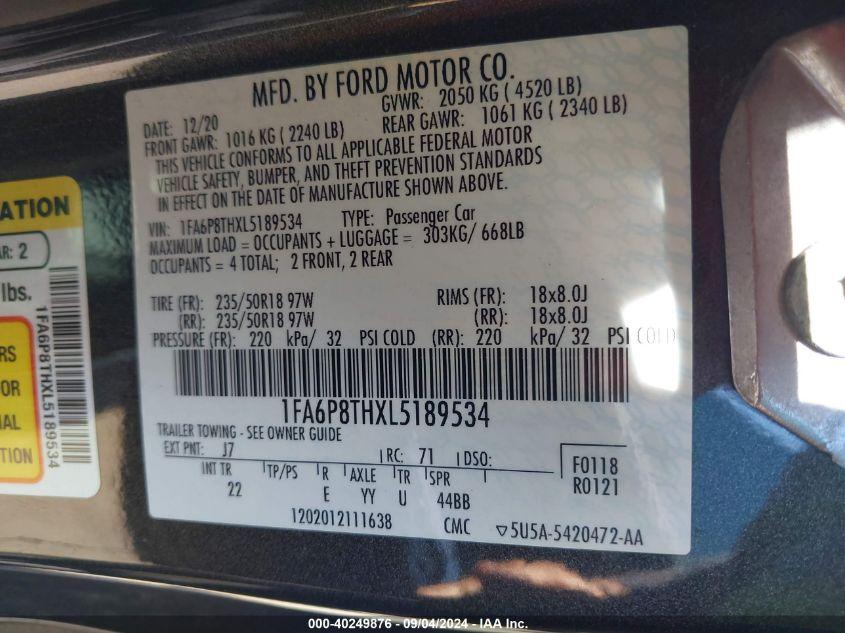 MFD. BY FORD MOTOR CO.
DATE: 12/20 GVWR: 2050 KG ( 4520 LB)
FRONT GAWR: 1016 KG ( 2240 LB) REAR GAWR: 1061 KG ( 2340 LB)
THIS VEHICLE CONFORMS TO ALL APPLICABLE FEDERAL MOTOR
VEHICLE SAFETY, BUMPER, AND THEFT PREVENTION STANDARDS
IN EFFECT ON THE DATE OF MANUFACTURE SHOWN ABOVE.
VIN: 1FA6P8THXL5189534 TYPE: Passenger Car
MAXIMUM LOAD = OCCUPANTS + LUGGAGE = 303KG/ 668LB
OCCUPANTS = 4 TOTAL; 2 FRONT, 2 REAR
TIRE (FR): 235/50R18 97W RIMS (FR): 18x8.0J
(RR): 235/50R18 97W (RR): 18x8.0J
PRESSURE (FR): 220 kPa/ 32 PSI COLD (RR): 220 kPa/ 32 PSI COLD
1FA6P8THXL5189534
TRAILER TOWING - SEE OWNER GUIDE
EXT PNT: J7 RC: 71 DSO:
INT TR TP/PS R AXLE TR SPR
22 E YY U 44BB
F0118
R0121
1202012111638 CMC ▽5U5A-5420472-AA
ATION
AR: 2
lbs.
1FA6P8THXL5189534
RS
OR
AL
TION
000-40249876 - 09/04/2024 - IAA Inc.